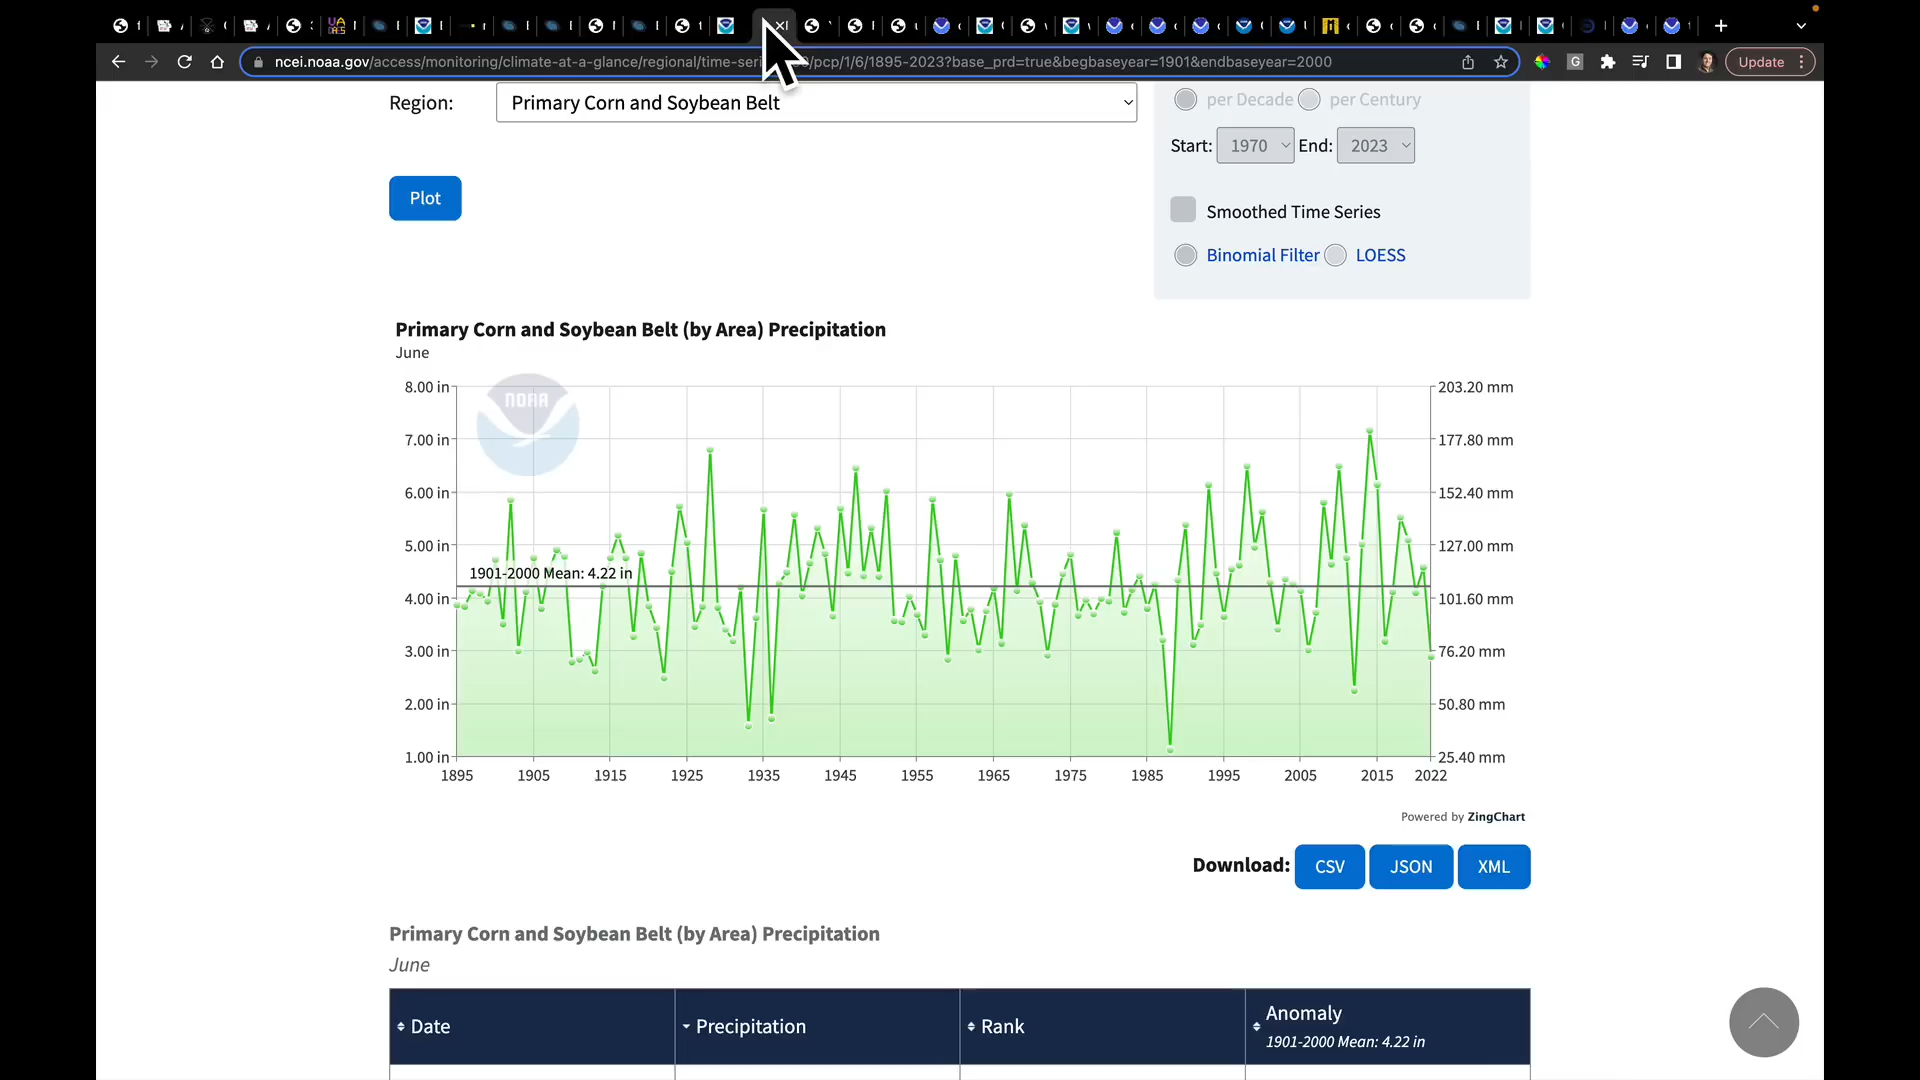 ncei.noaa.gov/access/monitoring/climate-at-a-glance/regional/time-seri /pcp/1/6/1895-2023?base_prd=true&begbaseyear=1901&endbaseyear=2000
Update
Region: Primary Corn and Soybean Belt
per Decade per Century
Start: 1970 End: 2023
Plot
Smoothed Time Series
Binomial Filter LOESS
Primary Corn and Soybean Belt (by Area) Precipitation
June
NOAA
8.00 in 203.20 mm
7.00 in 177.80 mm
6.00 in 152.40 mm
5.00 in 127.00 mm
1901-2000 Mean: 4.22 in
4.00 in 101.60 mm
3.00 in 76.20 mm
2.00 in 50.80 mm
1.00 in 25.40 mm
1895 1905 1915 1925 1935 1945 1955 1965 1975 1985 1995 2005 2015 2022
Powered by ZingChart
Download: CSV JSON XML
Primary Corn and Soybean Belt (by Area) Precipitation
June
Date Precipitation Rank Anomaly
1901-2000 Mean: 4.22 in